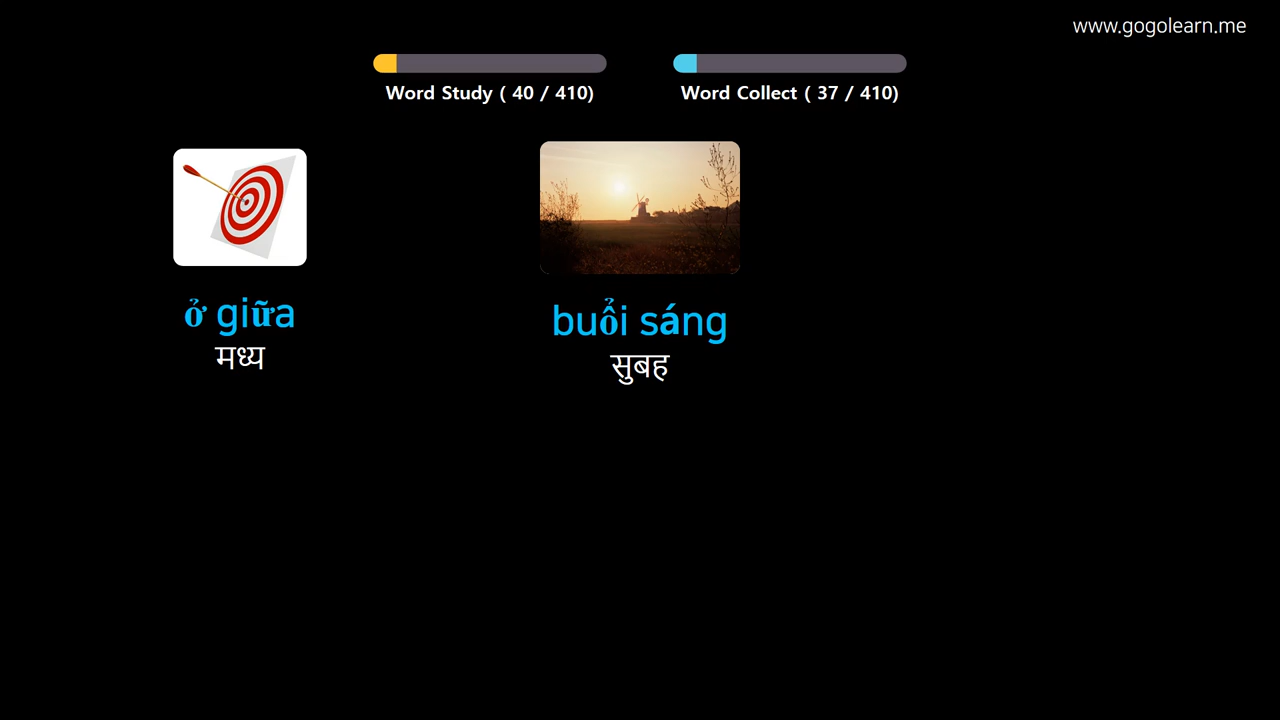 www.gogolearn.me
Word Study ( 40 / 410)
Word Collect ( 37 / 410)
ở giữa
मध्य
buổi sáng
सुबह